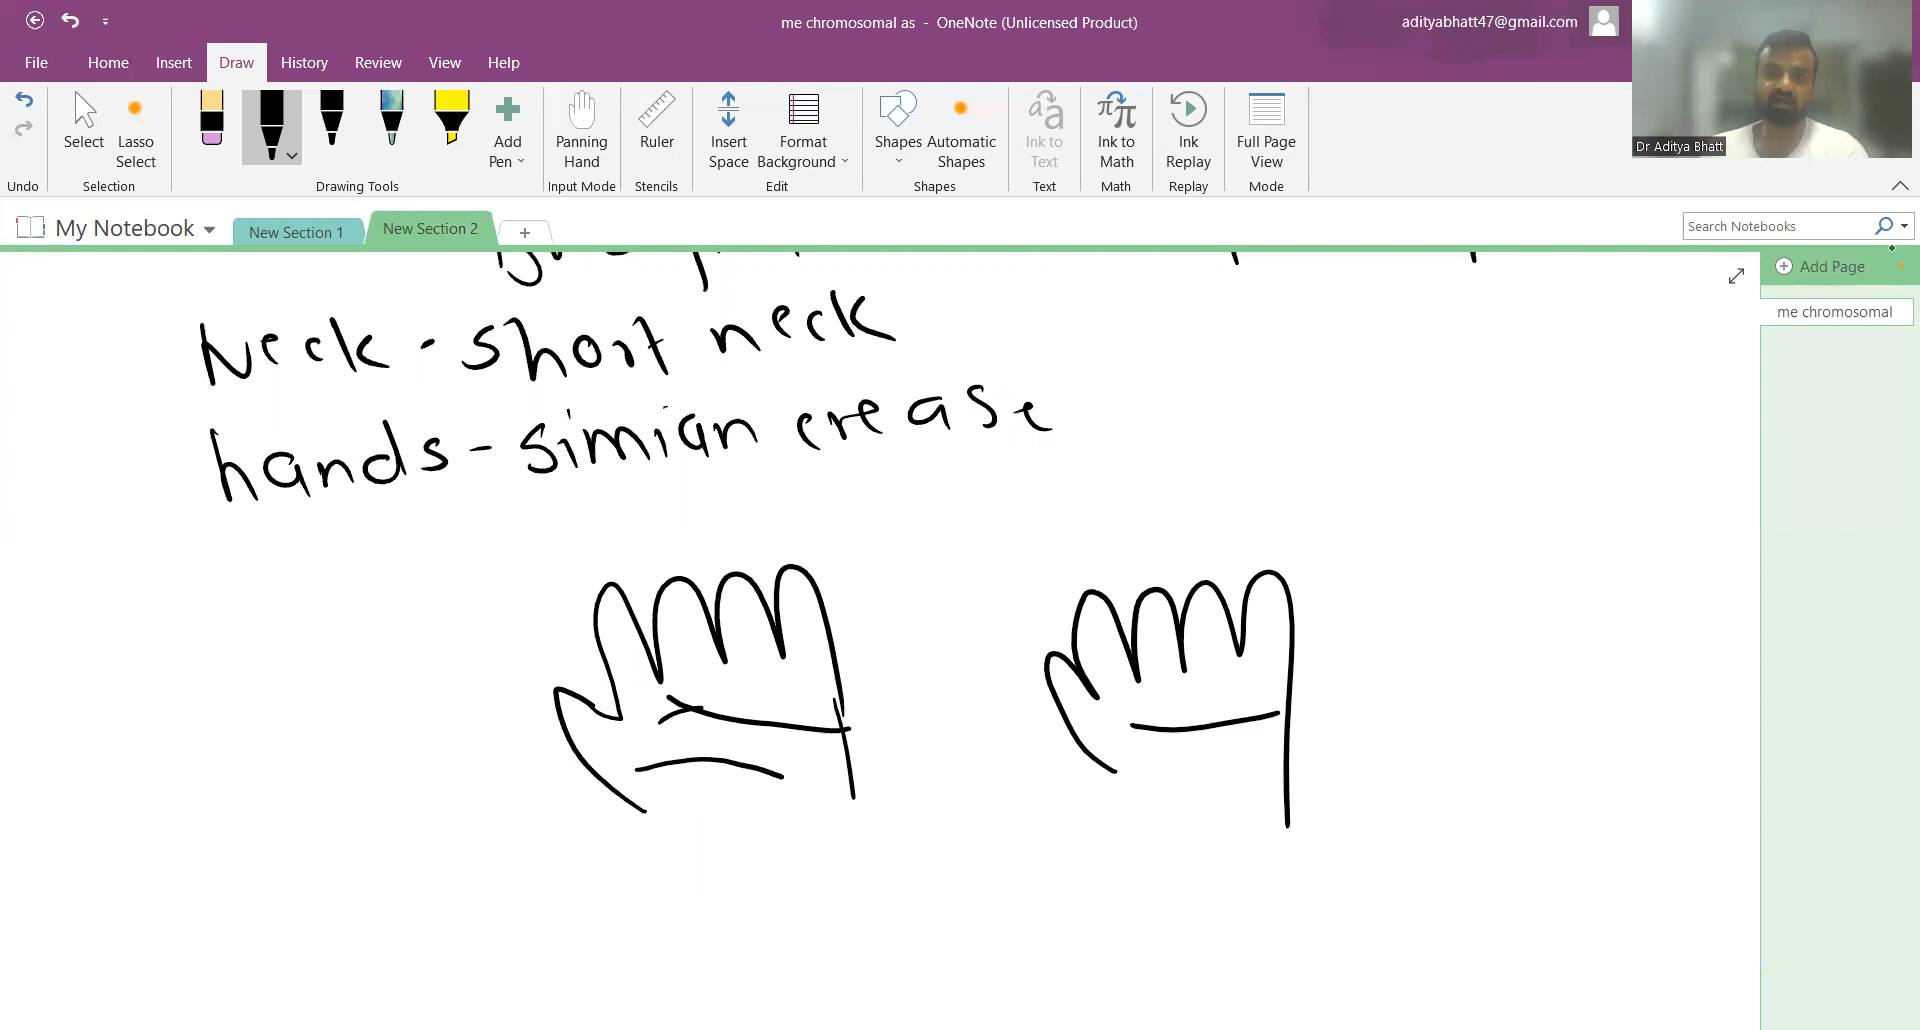 me chromosomal as - OneNote (Unlicensed Product)
adityabhatt47@gmail.com
Dr Aditya Bhatt
File Home Insert Draw History Review View Help
Select
Lasso Select
Add Pen
Panning Hand
Ruler
Insert Space
Format Background
Shapes
Automatic Shapes
Ink to Text
Ink to Math
Ink Replay
Full Page View
Undo Selection Drawing Tools Input Mode Stencils Edit Shapes Text Math Replay Mode
My Notebook New Section 1 New Section 2
Search Notebooks
Add Page
me chromosomal
Neck - short neck
hands - simian crease